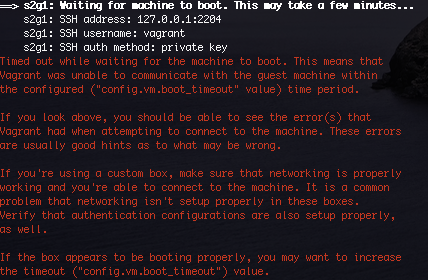 ==> s2g1: Waiting for machine to boot. This may take a few minutes...
s2g1: SSH address: 127.0.0.1:2204
s2g1: SSH username: vagrant
s2g1: SSH auth method: private key
Timed out while waiting for the machine to boot. This means that
Vagrant was unable to communicate with the guest machine within
the configured ("config.vm.boot_timeout" value) time period.
If you look above, you should be able to see the error(s) that
Vagrant had when attempting to connect to the machine. These errors
are usually good hints as to what may be wrong.
If you're using a custom box, make sure that networking is properly
working and you're able to connect to the machine. It is a common
problem that networking isn't setup properly in these boxes.
Verify that authentication configurations are also setup properly,
as well.
If the box appears to be booting properly, you may want to increase
the timeout ("config.vm.boot_timeout") value.